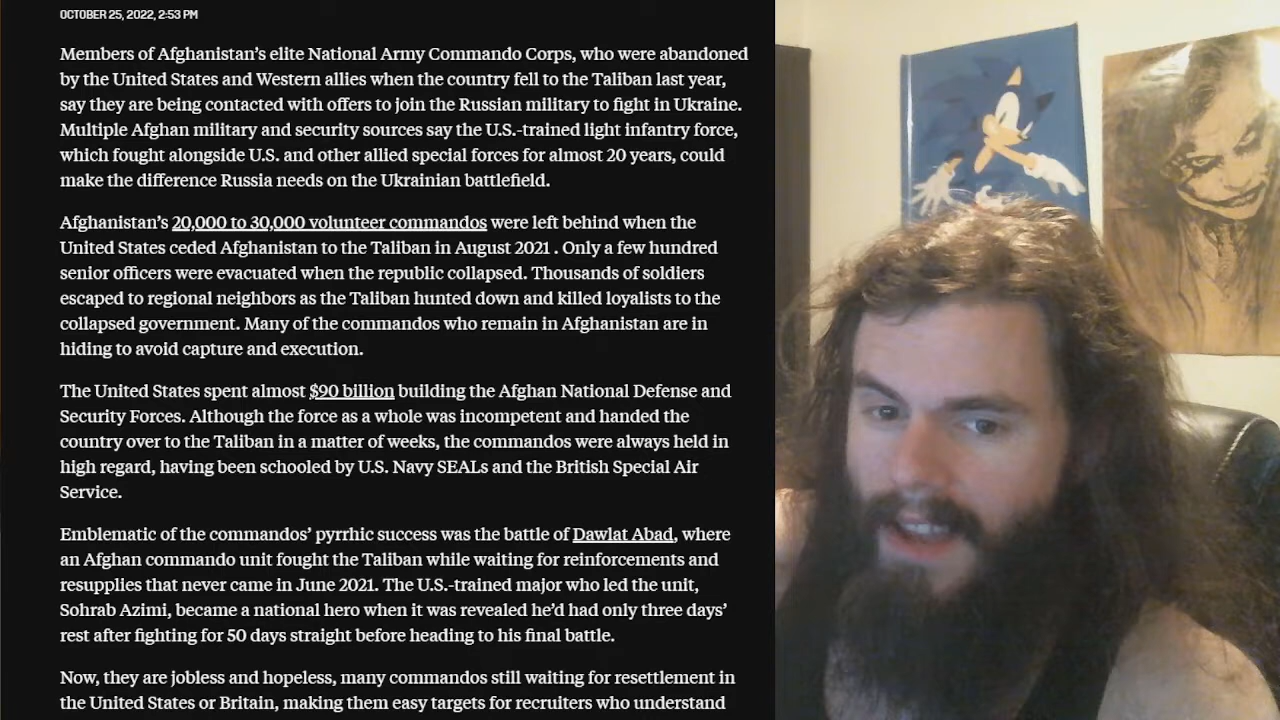 OCTOBER 25, 2022, 2:53 PM
Members of Afghanistan’s elite National Army Commando Corps, who were abandoned
by the United States and Western allies when the country fell to the Taliban last year,
say they are being contacted with offers to join the Russian military to fight in Ukraine.
Multiple Afghan military and security sources say the U.S.-trained light infantry force,
which fought alongside U.S. and other allied special forces for almost 20 years, could
make the difference Russia needs on the Ukrainian battlefield.
Afghanistan’s 20,000 to 30,000 volunteer commandos were left behind when the
United States ceded Afghanistan to the Taliban in August 2021 . Only a few hundred
senior officers were evacuated when the republic collapsed. Thousands of soldiers
escaped to regional neighbors as the Taliban hunted down and killed loyalists to the
collapsed government. Many of the commandos who remain in Afghanistan are in
hiding to avoid capture and execution.
The United States spent almost $90 billion building the Afghan National Defense and
Security Forces. Although the force as a whole was incompetent and handed the
country over to the Taliban in a matter of weeks, the commandos were always held in
high regard, having been schooled by U.S. Navy SEALs and the British Special Air
Service.
Emblematic of the commandos’ pyrrhic success was the battle of Dawlat Abad, where
an Afghan commando unit fought the Taliban while waiting for reinforcements and
resupplies that never came in June 2021. The U.S.-trained major who led the unit,
Sohrab Azimi, became a national hero when it was revealed he’d had only three days’
rest after fighting for 50 days straight before heading to his final battle.
Now, they are jobless and hopeless, many commandos still waiting for resettlement in
the United States or Britain, making them easy targets for recruiters who understand